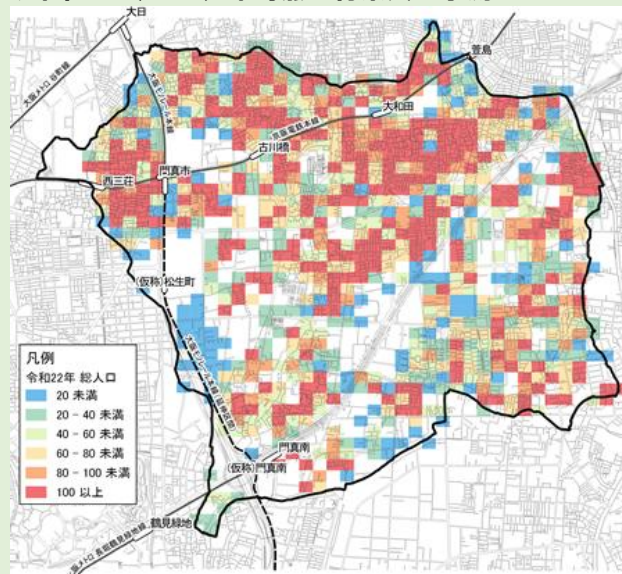 大日
大阪メトロ谷町線
大阪モノレール本線
萱島
大和田
京阪電鉄本線
古川橋
西三荘
門真市
(仮称)松生町
大阪モノレール本線(延伸区間)
凡例
令和22年 総人口
20 未満
20 - 40 未満
40 - 60 未満
60 - 80 未満
80 - 100 未満
100 以上
門真南
(仮称)門真南
鶴見緑地
大阪メトロ 長堀鶴見緑地線